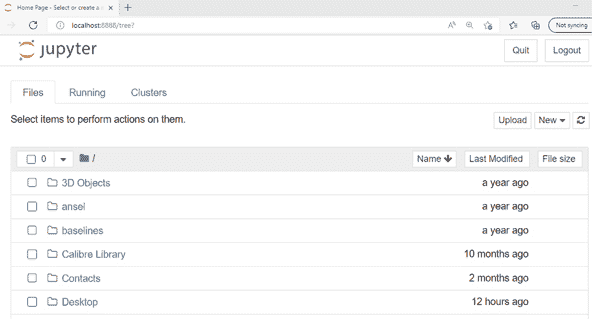 Home Page - Select or create a
localhost:8888/tree?
Not syncing
jupyter
Quit
Logout
Files
Running
Clusters
Select items to perform actions on them.
Upload
New
0
/
Name
Last Modified
File size
3D Objects
a year ago
ansel
a year ago
baselines
a year ago
Calibre Library
10 months ago
Contacts
2 months ago
Desktop
12 hours ago